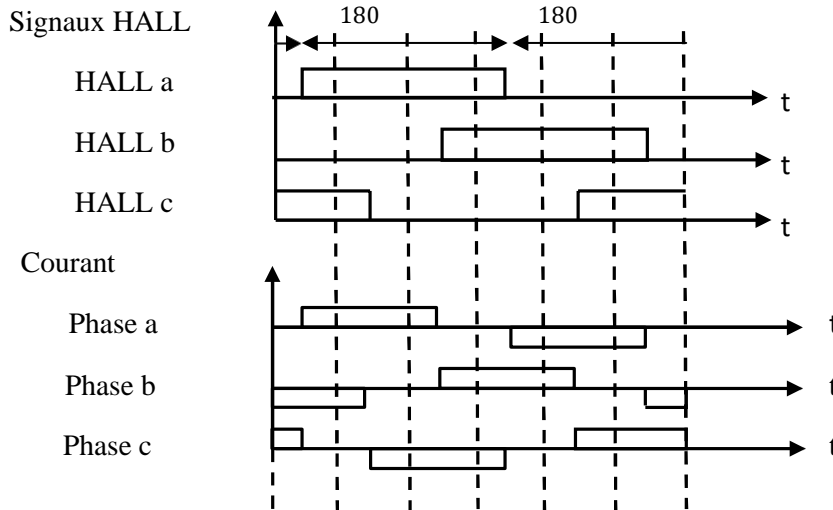 Signaux HALL
180
180
HALL a
t
HALL b
t
HALL c
t
Courant
Phase a
t
Phase b
t
Phase c
t